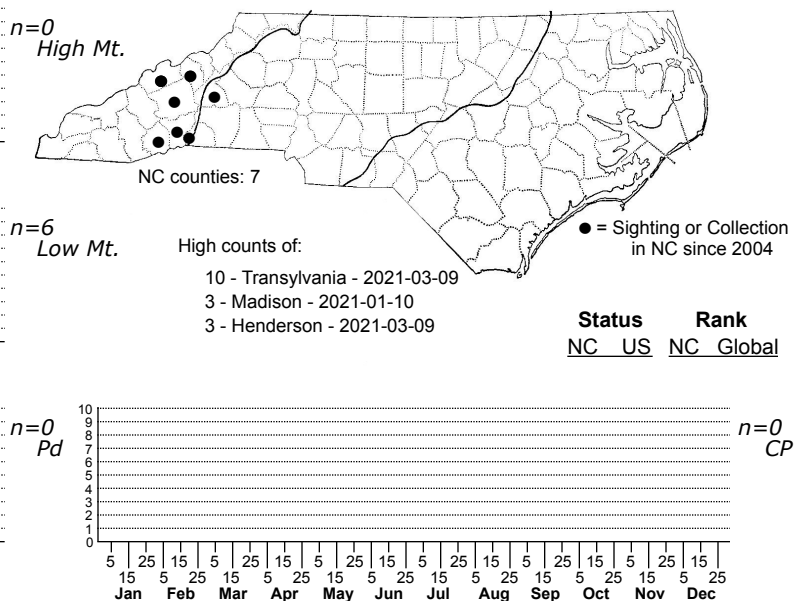 n=0
High Mt.
NC counties: 7
n=6
Low Mt.
High counts of:
10 - Transylvania - 2021-03-09
3 - Madison - 2021-01-10
3 - Henderson - 2021-03-09
● = Sighting or Collection
in NC since 2004
Status Rank
NC US NC Global
n=0
Pd
n=0
CP
10
9
8
7
6
5
4
3
2
1
0
5 25 15 5 25 15 5 25 15 5 25 15 5 25 15 5 25 15
15 5 25 15 5 25 15 5 25 15 5 25 15 5 25 15 5 25
Jan Feb Mar Apr May Jun Jul Aug Sep Oct Nov Dec